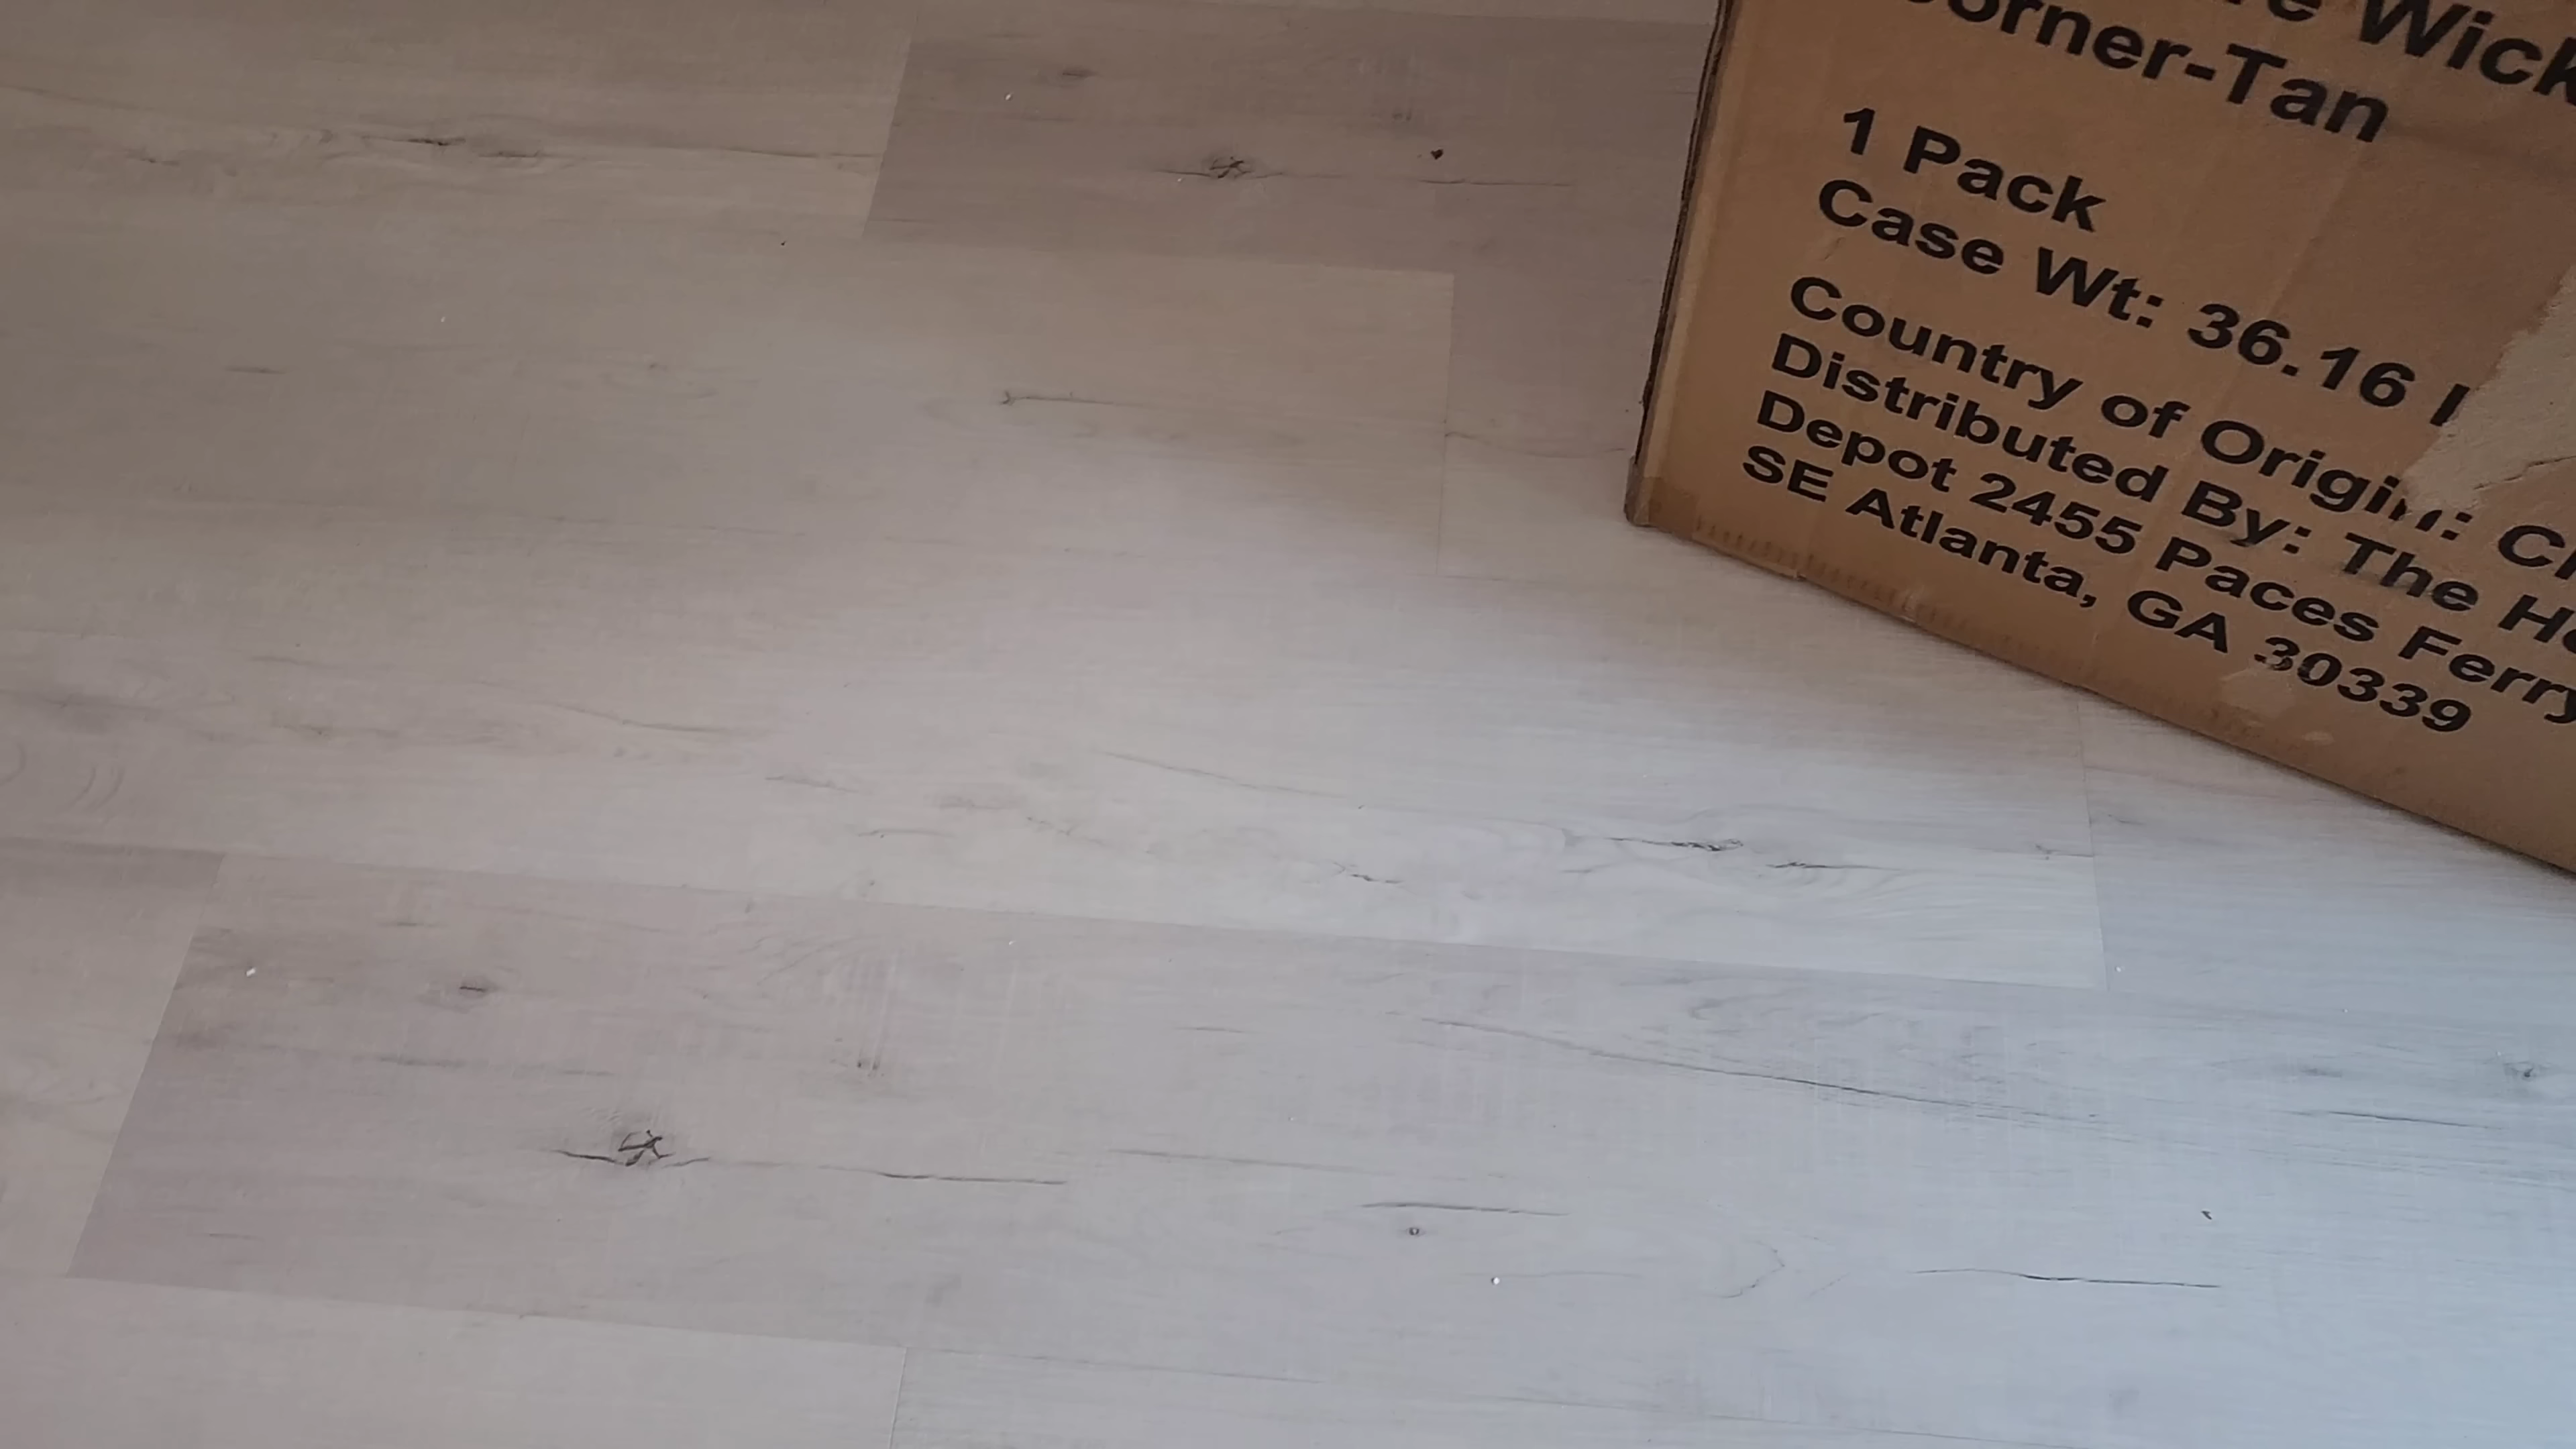 Wick
orner-Tan
1 Pack
Case Wt: 36.16
Country of Origin:
Distributed By: The
Depot 2455 Paces Ferry
SE Atlanta, GA 30339